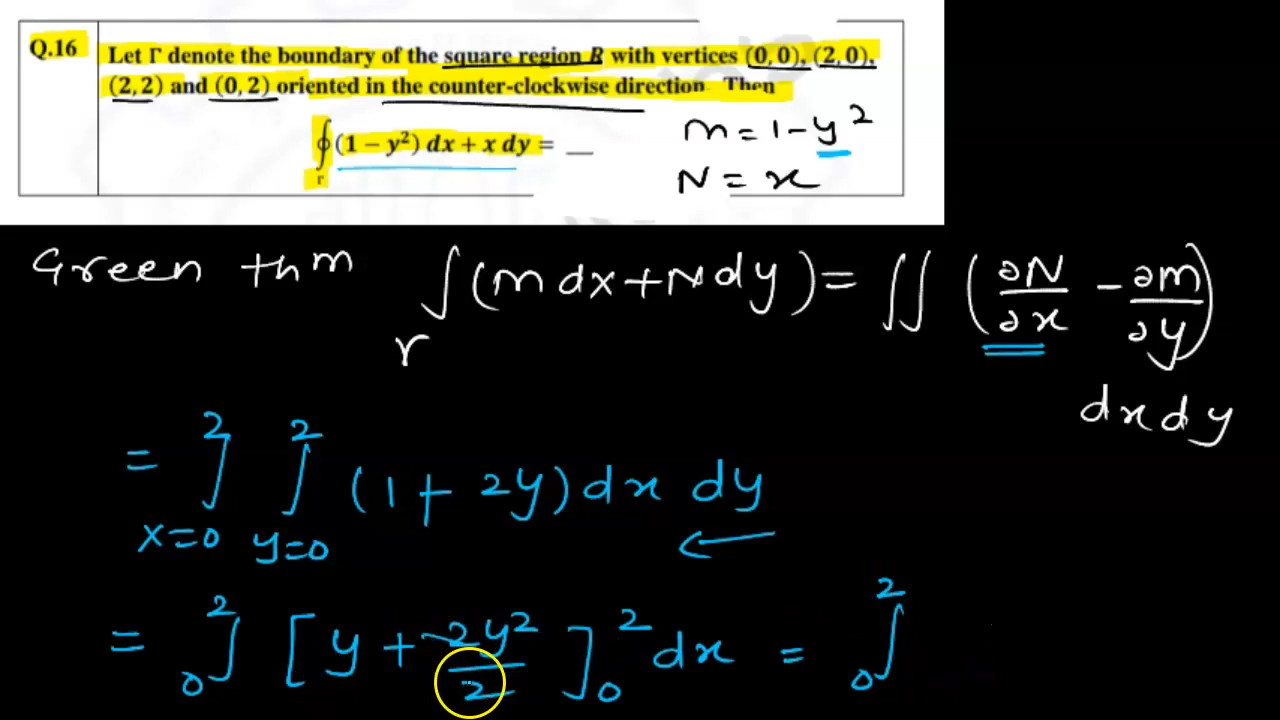 Q.16
Let Γ denote the boundary of the square region R with vertices (0, 0), (2, 0),
(2, 2) and (0, 2) oriented in the counter-clockwise direction. Then
∮_Γ (1 − y²) dx + x dy = __
m = 1 - y²
N = x
Green thm ∫_Γ (m dx + N dy) = ∬ (∂N/∂x - ∂m/∂y)
dx dy
= ∫_{x=0}^{2} ∫_{y=0}^{2} (1 + 2y) dx dy
= ∫_0^2 [y + 2y²/2]_0^2 dx = ∫_0^2